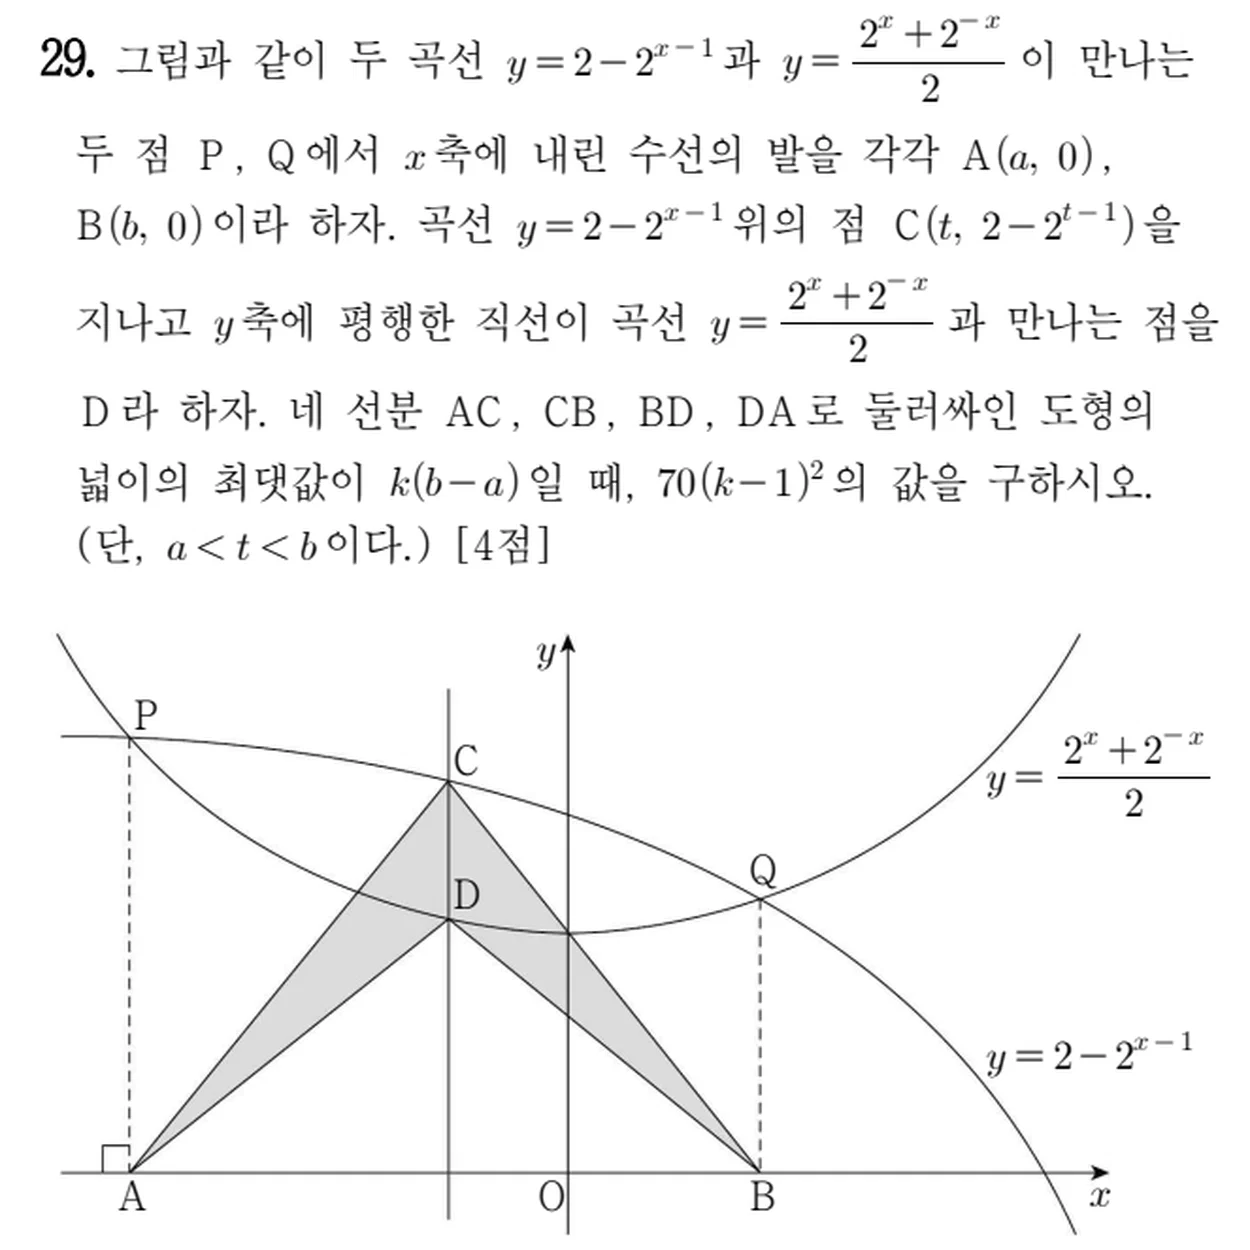 29. 그림과 같이 두 곡선 y=2-2^{x-1}과 y=\frac{2^x+2^{-x}}{2} 이 만나는
두 점 P, Q에서 x축에 내린 수선의 발을 각각 A(a, 0),
B(b, 0)이라 하자. 곡선 y=2-2^{x-1}위의 점 C(t, 2-2^{t-1})을
지나고 y축에 평행한 직선이 곡선 y=\frac{2^x+2^{-x}}{2} 과 만나는 점을
D라 하자. 네 선분 AC, CB, BD, DA로 둘러싸인 도형의
넓이의 최댓값이 k(b-a)일 때, 70(k-1)^2의 값을 구하시오.
(단, a<t<b이다.) [4점]
y
P
C
y=\frac{2^x+2^{-x}}{2}
Q
D
y=2-2^{x-1}
A
O
B
x